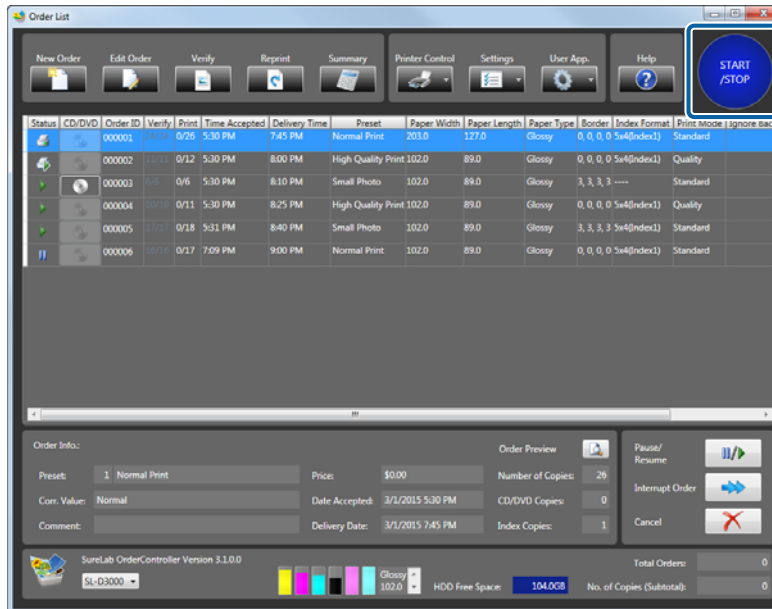 Order List
New Order Edit Order Verify Reprint Summary Printer Control Settings User App. Help
START
/STOP
Status CD/DVD Order ID Verify Print Time Accepted Delivery Time Preset Paper Width Paper Length Paper Type Border Index Format Print Mode Ignore Bac
000001 0/26 5:30 PM 7:45 PM Normal Print 203.0 127.0 Glossy 0, 0, 0, 0 5x4(Index1) Standard
000002 11/11 0/12 5:30 PM 8:00 PM High Quality Print 102.0 89.0 Glossy 0, 0, 0, 0 5x4(Index1) Quality
000003 6/6 0/6 5:30 PM 8:10 PM Small Photo 102.0 89.0 Glossy 3, 3, 3, 3 ---- Standard
000004 10/10 0/11 5:30 PM 8:25 PM High Quality Print 102.0 89.0 Glossy 0, 0, 0, 0 5x4(Index1) Quality
000005 17/17 0/18 5:31 PM 8:40 PM Small Photo 102.0 89.0 Glossy 3, 3, 3, 3 5x4(Index1) Standard
000006 16/16 0/17 7:09 PM 9:00 PM Normal Print 102.0 89.0 Glossy 0, 0, 0, 0 5x4(Index1) Standard
Order Info.: Order Preview
Preset: 1 Normal Print Price: $0.00 Number of Copies: 26
Corr. Value: Normal Date Accepted: 3/1/2015 5:30 PM CD/DVD Copies: 0
Comment: Delivery Date: 3/1/2015 7:45 PM Index Copies: 1
Pause/
Resume
Interrupt Order
Cancel
SureLab OrderController Version 3.1.0.0
SL-D3000
Glossy
102.0
HDD Free Space: 104.0GB
Total Orders: 0
No. of Copies (Subtotal): 0